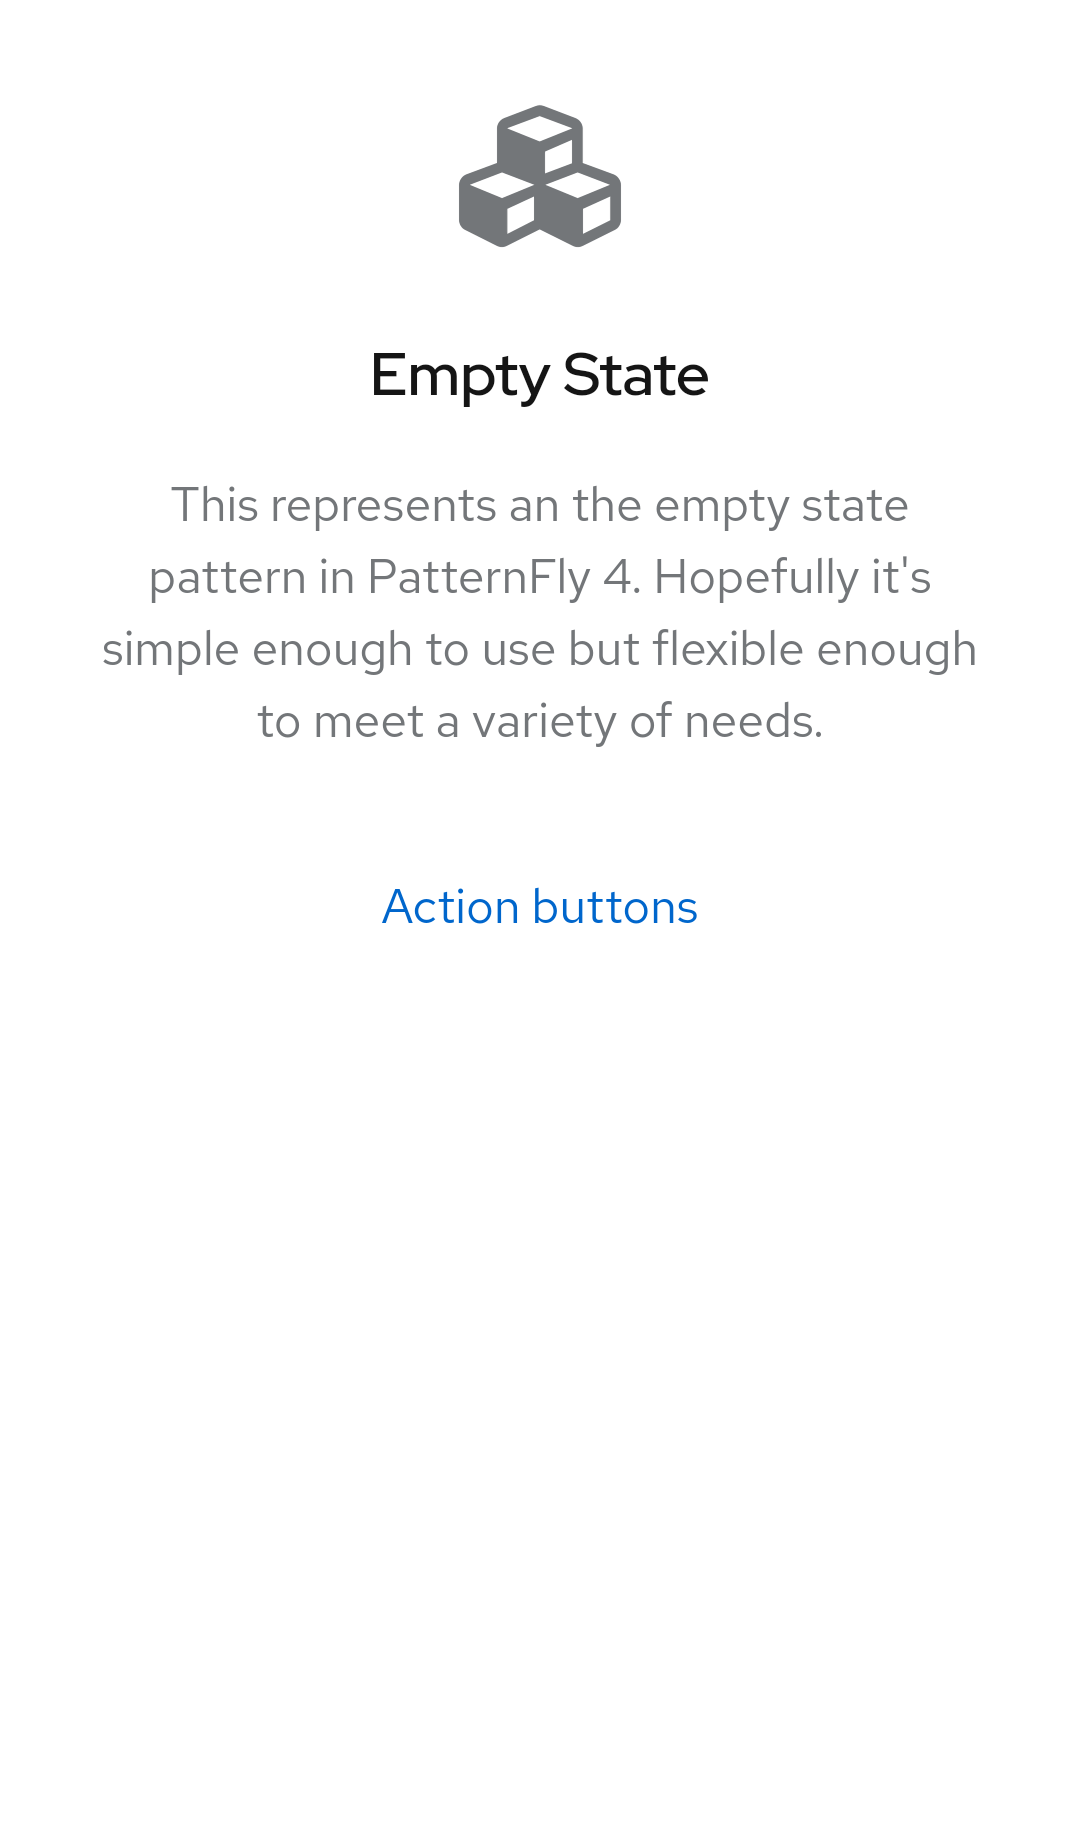 Empty State
This represents an the empty state
pattern in PatternFly 4. Hopefully it's
simple enough to use but flexible enough
to meet a variety of needs.
Action buttons